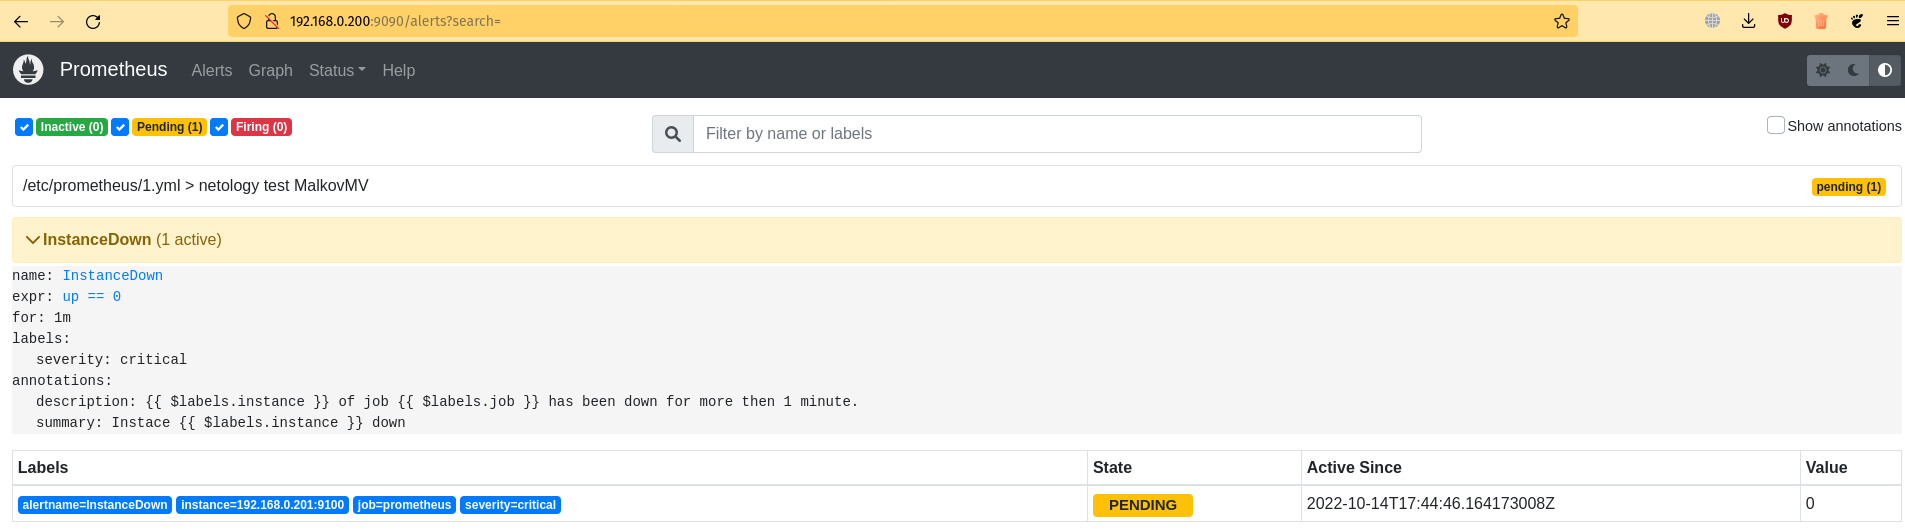 192.168.0.200:9090/alerts?search=
Prometheus Alerts Graph Status Help
Inactive (0) Pending (1) Firing (0) Filter by name or labels Show annotations
/etc/prometheus/1.yml > netology test MalkovMV pending (1)
InstanceDown (1 active)
name: InstanceDown
expr: up == 0
for: 1m
labels:
severity: critical
annotations:
description: {{ $labels.instance }} of job {{ $labels.job }} has been down for more then 1 minute.
summary: Instace {{ $labels.instance }} down
Labels State Active Since Value
alertname=InstanceDown instance=192.168.0.201:9100 job=prometheus severity=critical PENDING 2022-10-14T17:44:46.164173008Z 0